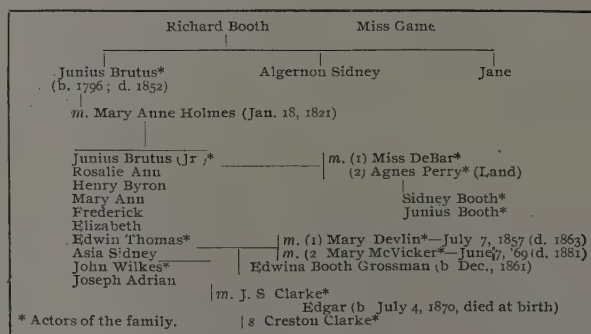 Richard Booth Miss Game
Junius Brutus* Algernon Sidney Jane
(b. 1796; d. 1852)
m. Mary Anne Holmes (Jan. 18, 1821)
Junius Brutus (Jr )* m. (1) Miss DeBar*
Rosalie Ann (2) Agnes Perry* (Land)
Henry Byron
Mary Ann Sidney Booth*
Frederick Junius Booth*
Elizabeth
Edwin Thomas* m. (1) Mary Devlin*—July 7, 1857 (d. 1863)
Asia Sidney m. (2 Mary McVicker*—June 7, '69 (d. 1881)
John Wilkes* Edwina Booth Grossman (b Dec., 1861)
Joseph Adrian
m. J. S Clarke*
Edgar (b July 4, 1870, died at birth)
* Actors of the family. s Creston Clarke*